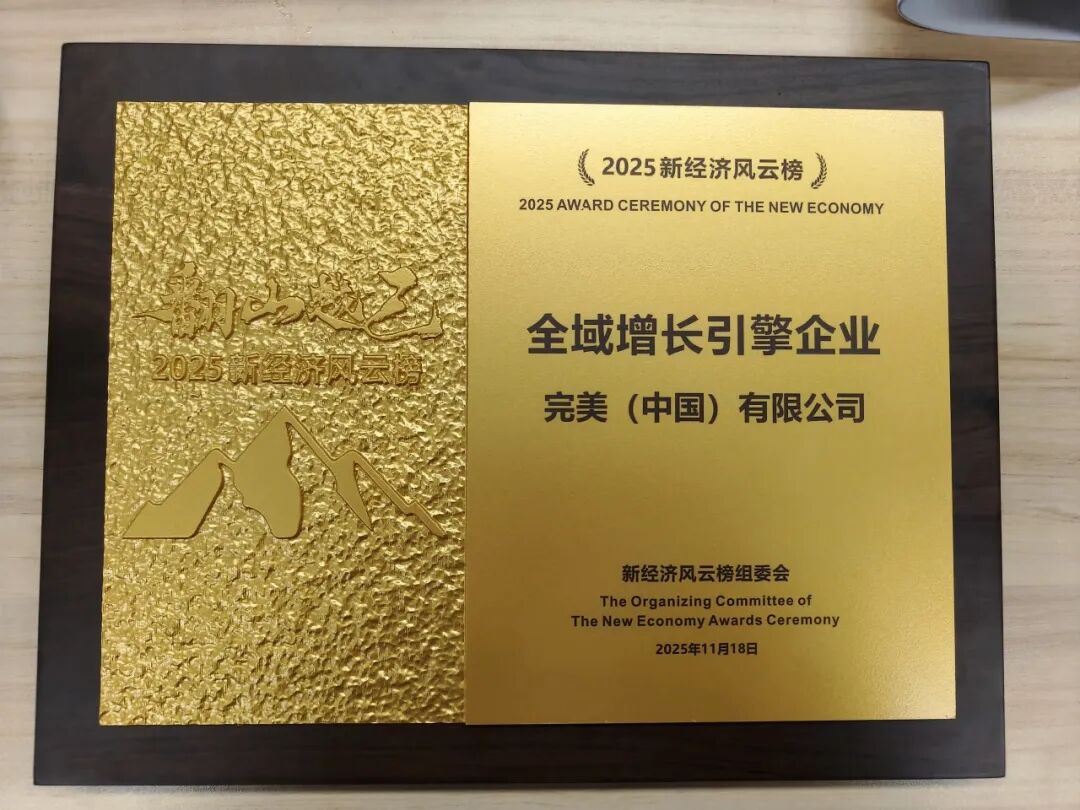 翻山越己
2025新经济风云榜
2025新经济风云榜
2025 AWARD CEREMONY OF THE NEW ECONOMY
全域增长引擎企业
完美（中国）有限公司
新经济风云榜组委会
The Organizing Committee of
The New Economy Awards Ceremony
2025年11月18日